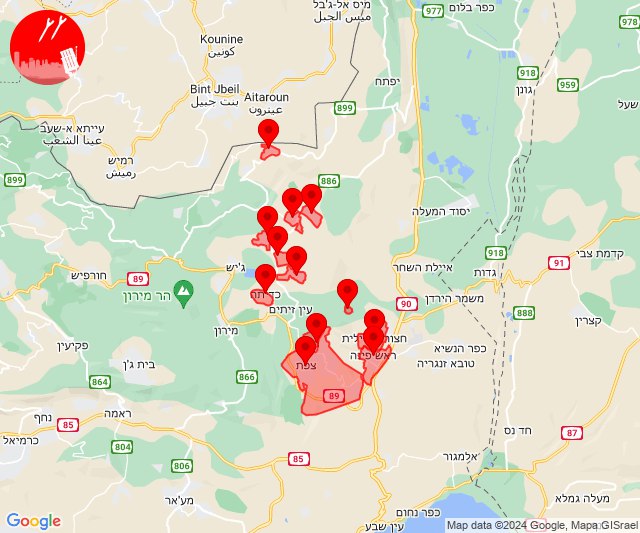 מיס אל-ג'בל
ميس الجبل
כפר בלום
977
978
Kounine
كونين
918
גונן
959
Bint Jbeil
بنت جبيل
יפתח
Aitaroun
عيترون
899
שעל
עייתא א-שעב
عيتا الشعب
رميش
רמיש
899
886
יסוד המעלה
918
קדמת צבי
91
ג'יש
איילת השחר
גדות
חורפיש
89
הר מירון
כדיתה
90
משמר הירדן
עין זיתים
888
קצרין
מירון
חצור הגלילית
ראש פינה
כפר הנשיא
טובא זנגריה
פקיעין
בית ג'ן
צפת
864
866
89
נחף
ראמה
85
כרמיאל
804
חד נס
87
85
806
אלמגור
מע'אר
מעלה גמלא
כפר נחום
עין שבע
Google
Map data ©2024 Google, Mapa GISrael